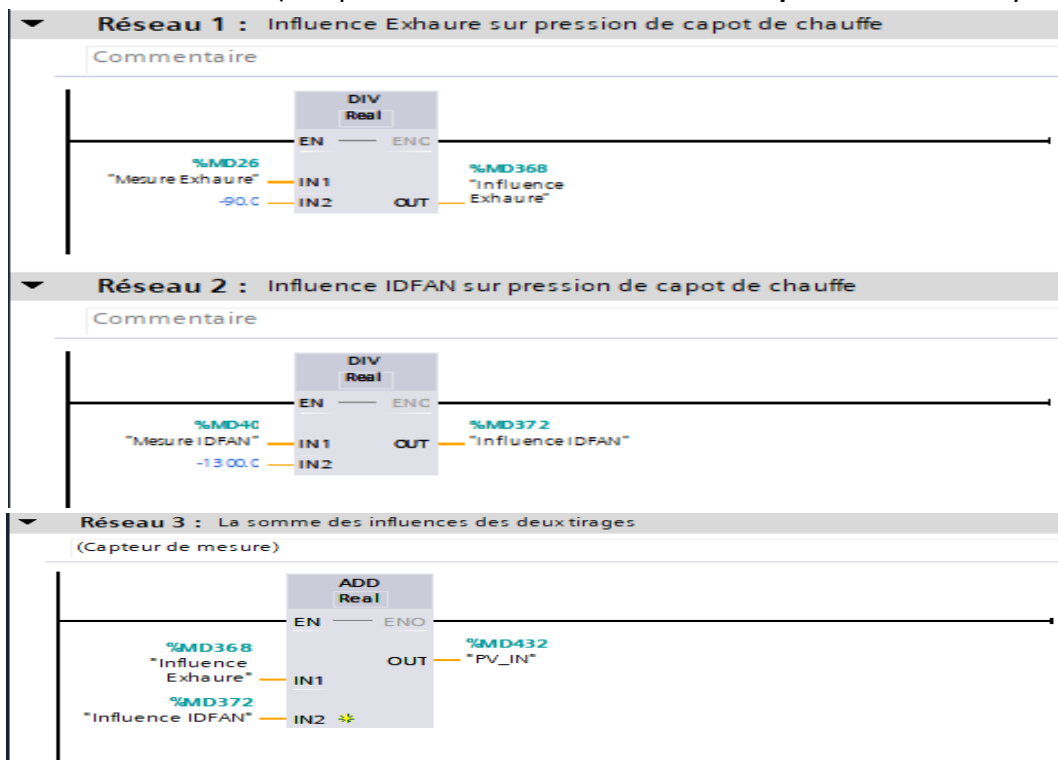 Réseau 1 : Influence Exhaure sur pression de capot de chauffe
Commentaire
DIV
Real
EN ENC
%MD26
"Mesure Exhaure" IN1
-90.0 IN2 OUT
%MD368
"Influence
Exhaure"
Réseau 2 : Influence IDFAN sur pression de capot de chauffe
Commentaire
DIV
Real
EN ENC
%MD40
"Mesure IDFAN" IN1
-1300.0 IN2
OUT
%MD372
"Influence IDFAN"
Réseau 3 : La somme des influences des deux tirages
(Capteur de mesure)
ADD
Real
EN ENO
%MD368
"Influence
Exhaure" IN1
%MD372
"Influence IDFAN" IN2
OUT
%MD432
"PV_IN"